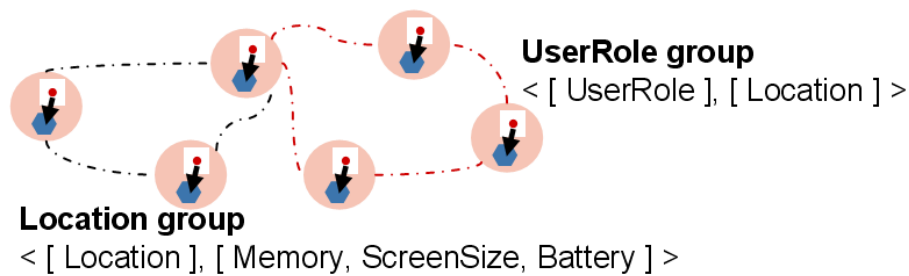 UserRole group
< [ UserRole ], [ Location ] >
Location group
< [ Location ], [ Memory, ScreenSize, Battery ] >